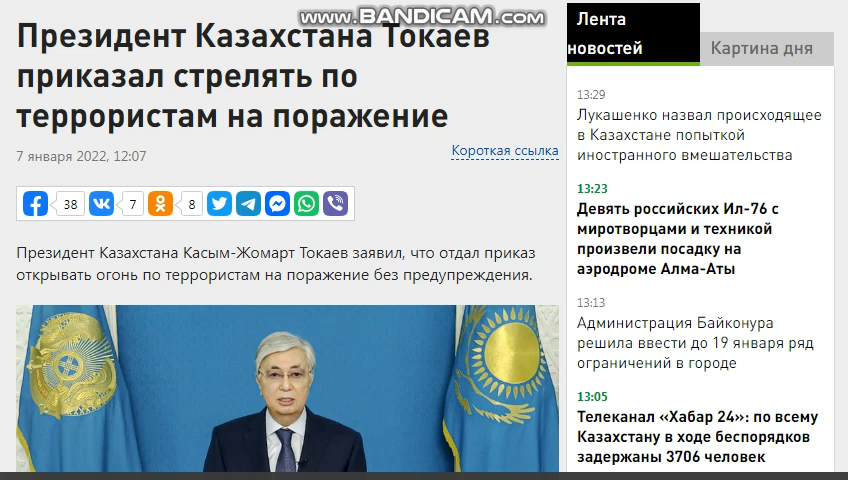 www.BANDICAM.com
Президент Казахстана Токаев
приказал стрелять по
террористам на поражение
7 января 2022, 12:07
Короткая ссылка
38
7
8
Президент Казахстана Касым-Жомарт Токаев заявил, что отдал приказ
открывать огонь по террористам на поражение без предупреждения.
Лента
новостей
Картина дня
13:29
Лукашенко назвал происходящее
в Казахстане попыткой
иностранного вмешательства
13:23
Девять российских Ил-76 с
миротворцами и техникой
произвели посадку на
аэродроме Алма-Аты
13:13
Администрация Байконура
решила ввести до 19 января ряд
ограничений в городе
13:05
Телеканал «Хабар 24»: по всему
Казахстану в ходе беспорядков
задержаны 3706 человек